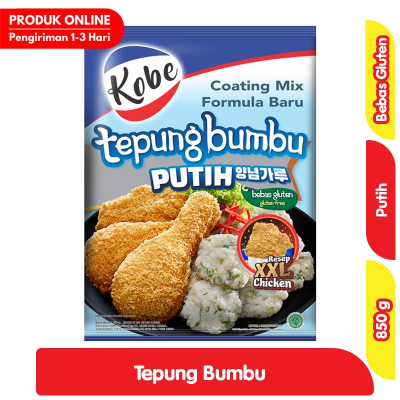 PRODUK ONLINE
Pengiriman 1-3 Hari
Kobe
Coating Mix
Formula Baru
tepung bumbu
PUTIH 양념가루
bebas gluten
gluten free
Resep
XXL
Chicken
Bebas Gluten
Putih
850 g
Tepung Bumbu